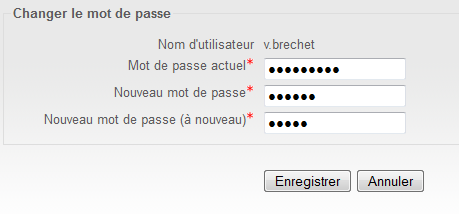 Changer le mot de passe
Nom d'utilisateur v.brechet
Mot de passe actuel* ●●●●●●●●●
Nouveau mot de passe* ●●●●●●
Nouveau mot de passe (à nouveau)* ●●●●●
Enregistrer Annuler